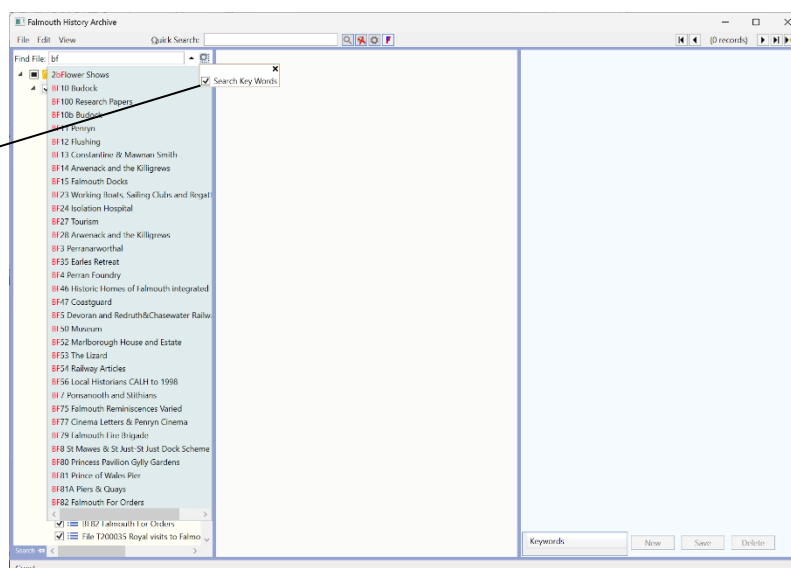 Falmouth History Archive
File Edit View Quick Search: (0 records)
Find File: bf
Search Key Words
2bFlower Shows
BF10 Budock
BF100 Research Papers
BF10b Budock
BF11 Penryn
BF12 Flushing
BF13 Constantine & Mawnan Smith
BF14 Arwenack and the Killigrews
BF15 Falmouth Docks
BF23 Working Boats, Sailing Clubs and Regatt
BF24 Isolation Hospital
BF27 Tourism
BF28 Arwenack and the Killigrews
BF3 Perranarworthal
BF35 Earles Retreat
BF4 Perran Foundry
BF46 Historic Homes of Falmouth integrated
BF47 Coastguard
BF5 Devoran and Redruth&Chasewater Railw
BF50 Museum
BF52 Marlborough House and Estate
BF53 The Lizard
BF54 Railway Articles
BF56 Local Historians CALH to 1998
BF7 Ponsanooth and Stithians
BF75 Falmouth Reminiscences Varied
BF77 Cinema Letters & Penryn Cinema
BF79 Falmouth Fire Brigade
BF8 St Mawes & St Just-St Just Dock Scheme
BF80 Princess Pavilion Gylly Gardens
BF81 Prince of Wales Pier
BF81A Piers & Quays
BF82 Falmouth For Orders
BF82 Falmouth For Orders
File T200035 Royal visits to Falmo
Keywords New Save Delete
Search